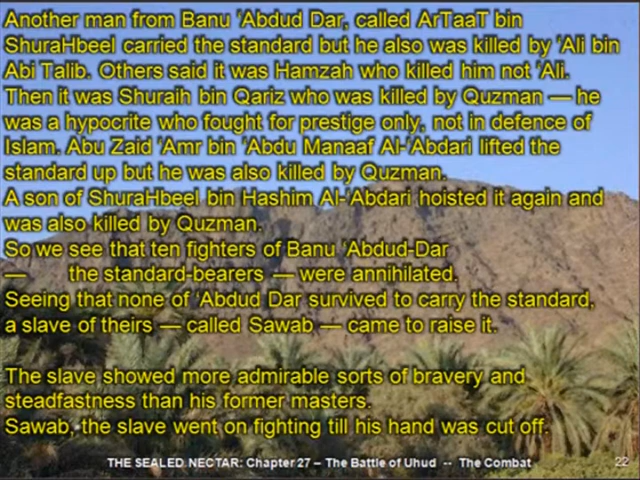 Another man from Banu 'Abdud Dar, called ArTaaT bin
ShuraHbeel carried the standard but he also was killed by 'Ali bin
Abi Talib. Others said it was Hamzah who killed him not 'Ali.
Then it was Shuraih bin Qariz who was killed by Quzman — he
was a hypocrite who fought for prestige only, not in defence of
Islam. Abu Zaid 'Amr bin 'Abdu Manaaf Al-'Abdari lifted the
standard up but he was also killed by Quzman.
A son of ShuraHbeel bin Hashim Al-'Abdari hoisted it again and
was also killed by Quzman.
So we see that ten fighters of Banu 'Abdud-Dar
— the standard-bearers — were annihilated.
Seeing that none of 'Abdud Dar survived to carry the standard,
a slave of theirs — called Sawab — came to raise it.
The slave showed more admirable sorts of bravery and
steadfastness than his former masters.
Sawab, the slave went on fighting till his hand was cut off.
THE SEALED NECTAR: Chapter 27 – The Battle of Uhud -- The Combat
22